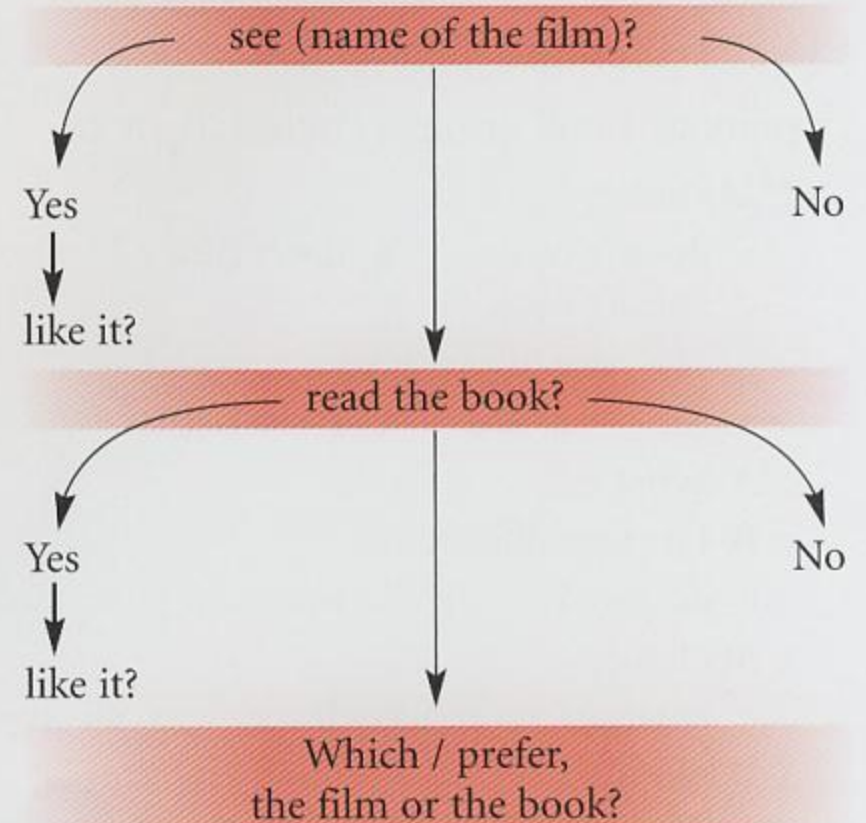 see (name of the film)?
Yes
No
like it?
read the book?
Yes
No
like it?
Which / prefer,
the film or the book?